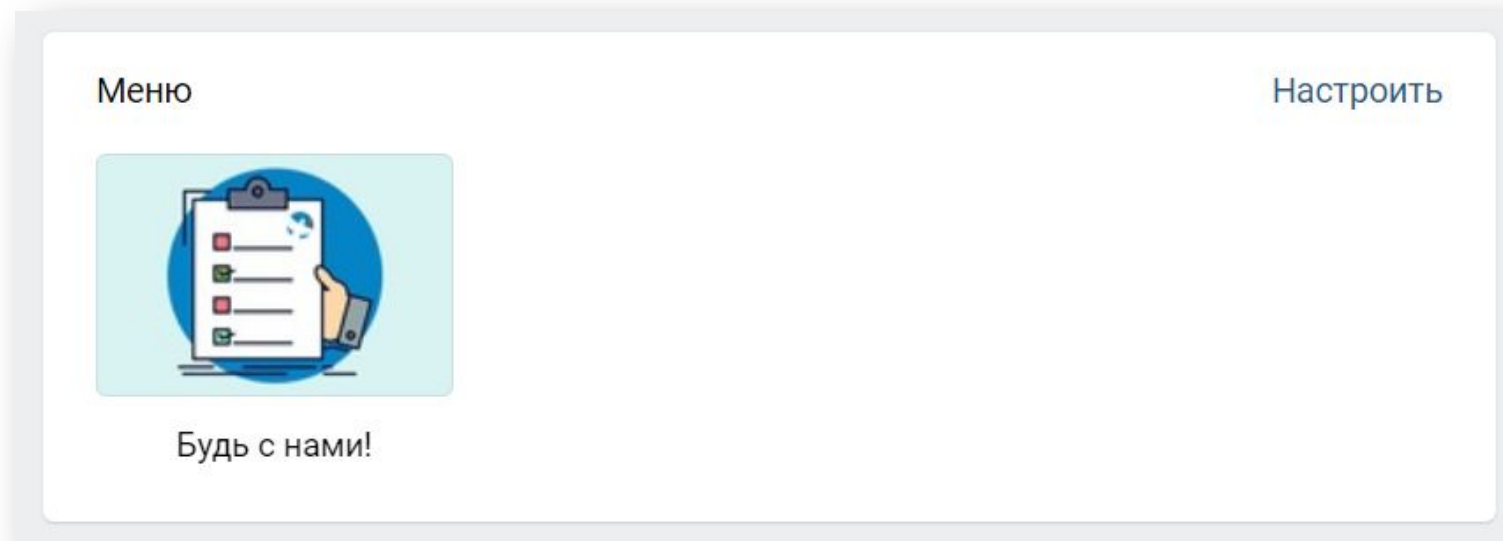 Меню
Настроить
Будь с нами!